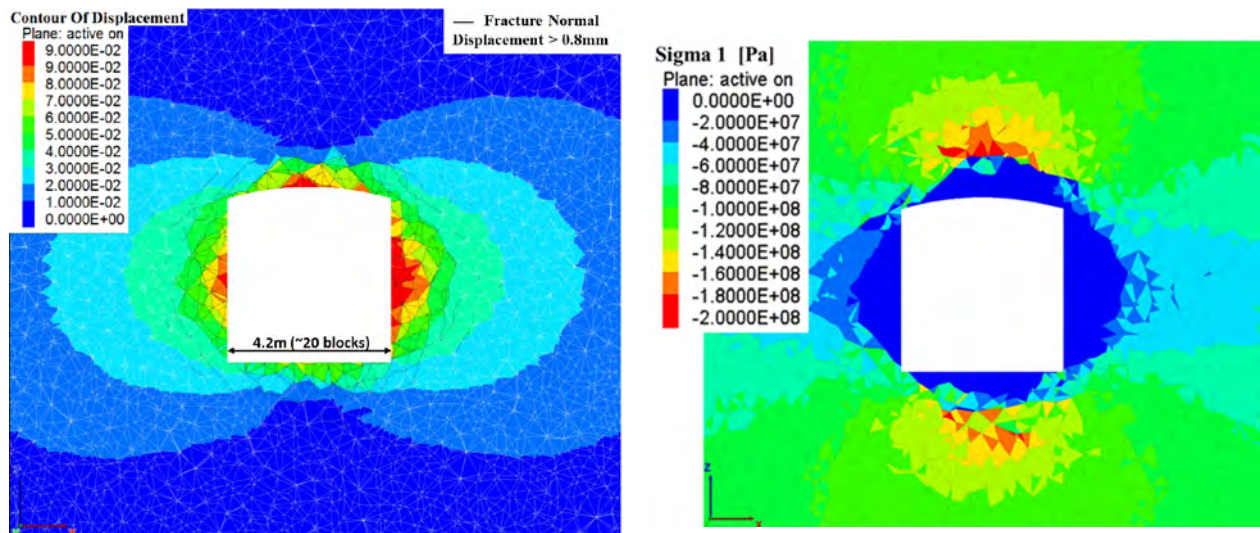 Contour Of Displacement
Plane: active on
9.0000E-02
9.0000E-02
8.0000E-02
7.0000E-02
6.0000E-02
5.0000E-02
4.0000E-02
3.0000E-02
2.0000E-02
1.0000E-02
0.0000E+00
— Fracture Normal
Displacement > 0.8mm
4.2m (~20 blocks)
Sigma 1 [Pa]
Plane: active on
0.0000E+00
-2.0000E+07
-4.0000E+07
-6.0000E+07
-8.0000E+07
-1.0000E+08
-1.2000E+08
-1.4000E+08
-1.6000E+08
-1.8000E+08
-2.0000E+08
z
x